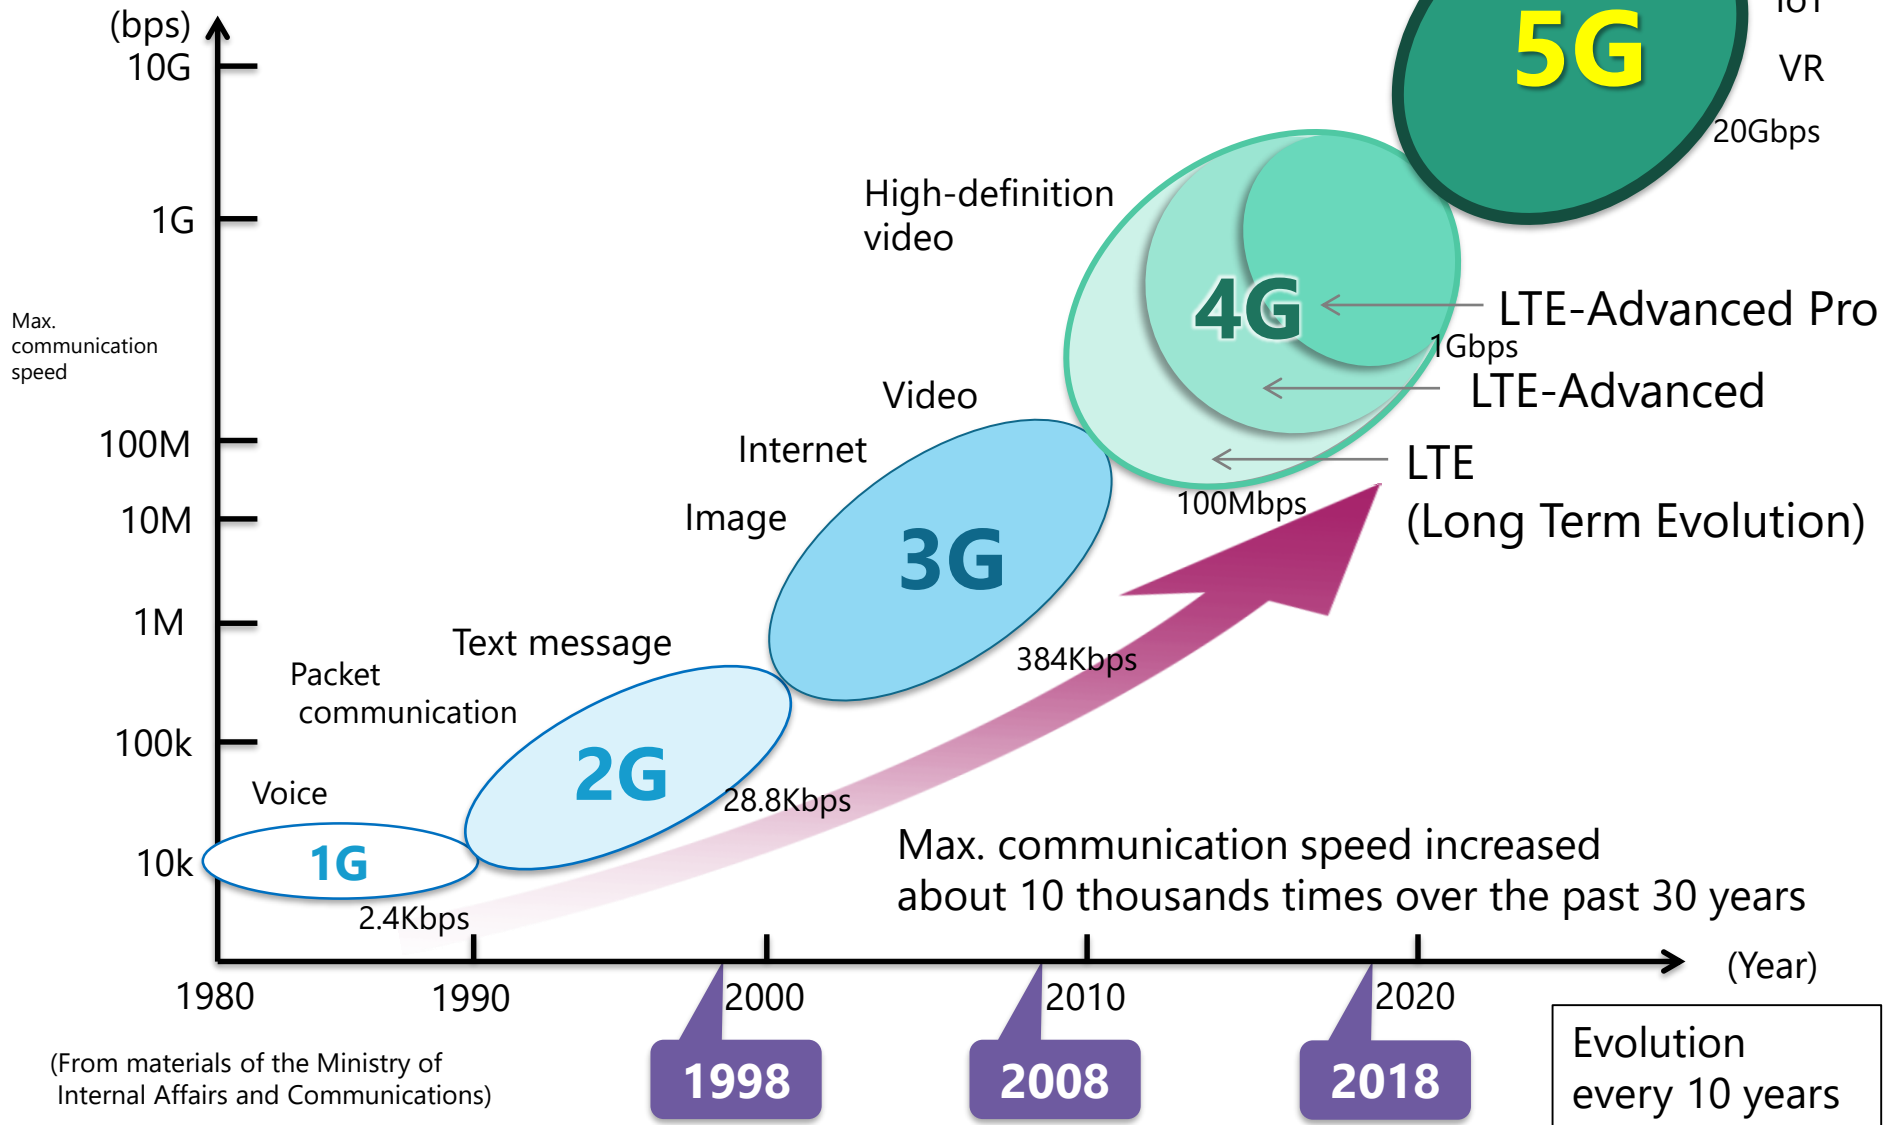 (bps)
10G
1G
Max.
communication
speed
100M
10M
1M
100k
10k
5G
IoT
VR
20Gbps
High-definition
video
4G
LTE-Advanced Pro
1Gbps
LTE-Advanced
LTE
(Long Term Evolution)
100Mbps
Video
Internet
Image
3G
384Kbps
Text message
Packet
communication
2G
28.8Kbps
Voice
1G
2.4Kbps
Max. communication speed increased
about 10 thousands times over the past 30 years
(Year)
1980
1990
2000
2010
2020
1998
2008
2018
(From materials of the Ministry of
Internal Affairs and Communications)
Evolution
every 10 years